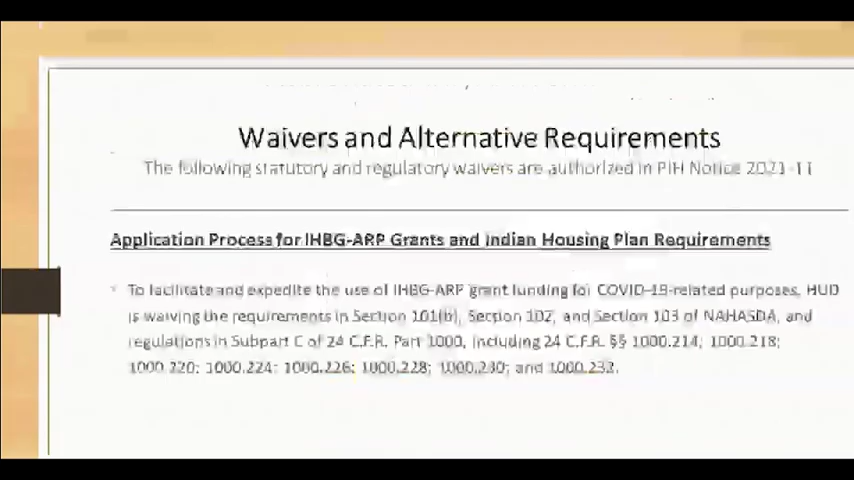 Waivers and Alternative Requirements
The following statutory and regulatory waivers are authorized in PIH Notice 2021-11
Application Process for IHBG-ARP Grants and Indian Housing Plan Requirements
To facilitate and expedite the use of IHBG-ARP grant funding for COVID-19-related purposes, HUD
is waiving the requirements in Section 101(b), Section 102, and Section 103 of NAHASDA, and
regulations in Subpart C of 24 C.F.R. Part 1000, including 24 C.F.R. §§ 1000.214; 1000.218;
1000.220; 1000.224; 1000.226; 1000.228; 1000.230; and 1000.232.